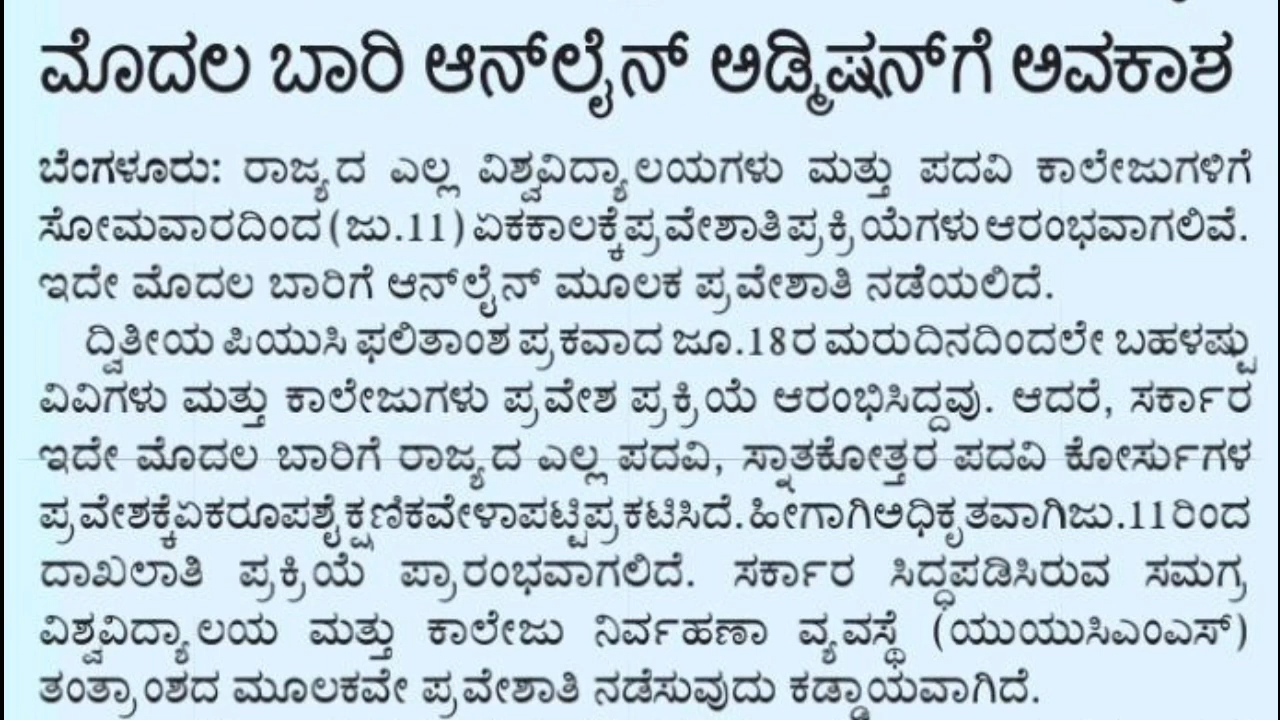 ಮೊದಲ ಬಾರಿ ಆನ್‌ಲೈನ್ ಅಡ್ಮಿಷನ್‌ಗೆ ಅವಕಾಶ
ಬೆಂಗಳೂರು: ರಾಜ್ಯದ ಎಲ್ಲ ವಿಶ್ವವಿದ್ಯಾಲಯಗಳು ಮತ್ತು ಪದವಿ ಕಾಲೇಜುಗಳಿಗೆ
ಸೋಮವಾರದಿಂದ (ಜು.11) ಏಕಕಾಲಕ್ಕೆ ಪ್ರವೇಶಾತಿ ಪ್ರಕ್ರಿಯೆಗಳು ಆರಂಭವಾಗಲಿವೆ.
ಇದೇ ಮೊದಲ ಬಾರಿಗೆ ಆನ್‌ಲೈನ್ ಮೂಲಕ ಪ್ರವೇಶಾತಿ ನಡೆಯಲಿದೆ.
ದ್ವಿತೀಯ ಪಿಯುಸಿ ಫಲಿತಾಂಶ ಪ್ರಕವಾದ ಜೂ.18ರ ಮರುದಿನದಿಂದಲೇ ಬಹಳಷ್ಟು
ವಿವಿಗಳು ಮತ್ತು ಕಾಲೇಜುಗಳು ಪ್ರವೇಶ ಪ್ರಕ್ರಿಯೆ ಆರಂಭಿಸಿದ್ದವು. ಆದರೆ, ಸರ್ಕಾರ
ಇದೇ ಮೊದಲ ಬಾರಿಗೆ ರಾಜ್ಯದ ಎಲ್ಲ ಪದವಿ, ಸ್ನಾತಕೋತ್ತರ ಪದವಿ ಕೋರ್ಸುಗಳ
ಪ್ರವೇಶಕ್ಕೆ ಏಕರೂಪ ಶೈಕ್ಷಣಿಕ ವೇಳಾಪಟ್ಟಿ ಪ್ರಕಟಿಸಿದೆ. ಹೀಗಾಗಿ ಅಧಿಕೃತವಾಗಿ ಜು.11ರಿಂದ
ದಾಖಲಾತಿ ಪ್ರಕ್ರಿಯೆ ಪ್ರಾರಂಭವಾಗಲಿದೆ. ಸರ್ಕಾರ ಸಿದ್ಧಪಡಿಸಿರುವ ಸಮಗ್ರ
ವಿಶ್ವವಿದ್ಯಾಲಯ ಮತ್ತು ಕಾಲೇಜು ನಿರ್ವಹಣಾ ವ್ಯವಸ್ಥೆ (ಯುಯುಸಿಎಂಎಸ್)
ತಂತ್ರಾಂಶದ ಮೂಲಕವೇ ಪ್ರವೇಶಾತಿ ನಡೆಸುವುದು ಕಡ್ಡಾಯವಾಗಿದೆ.